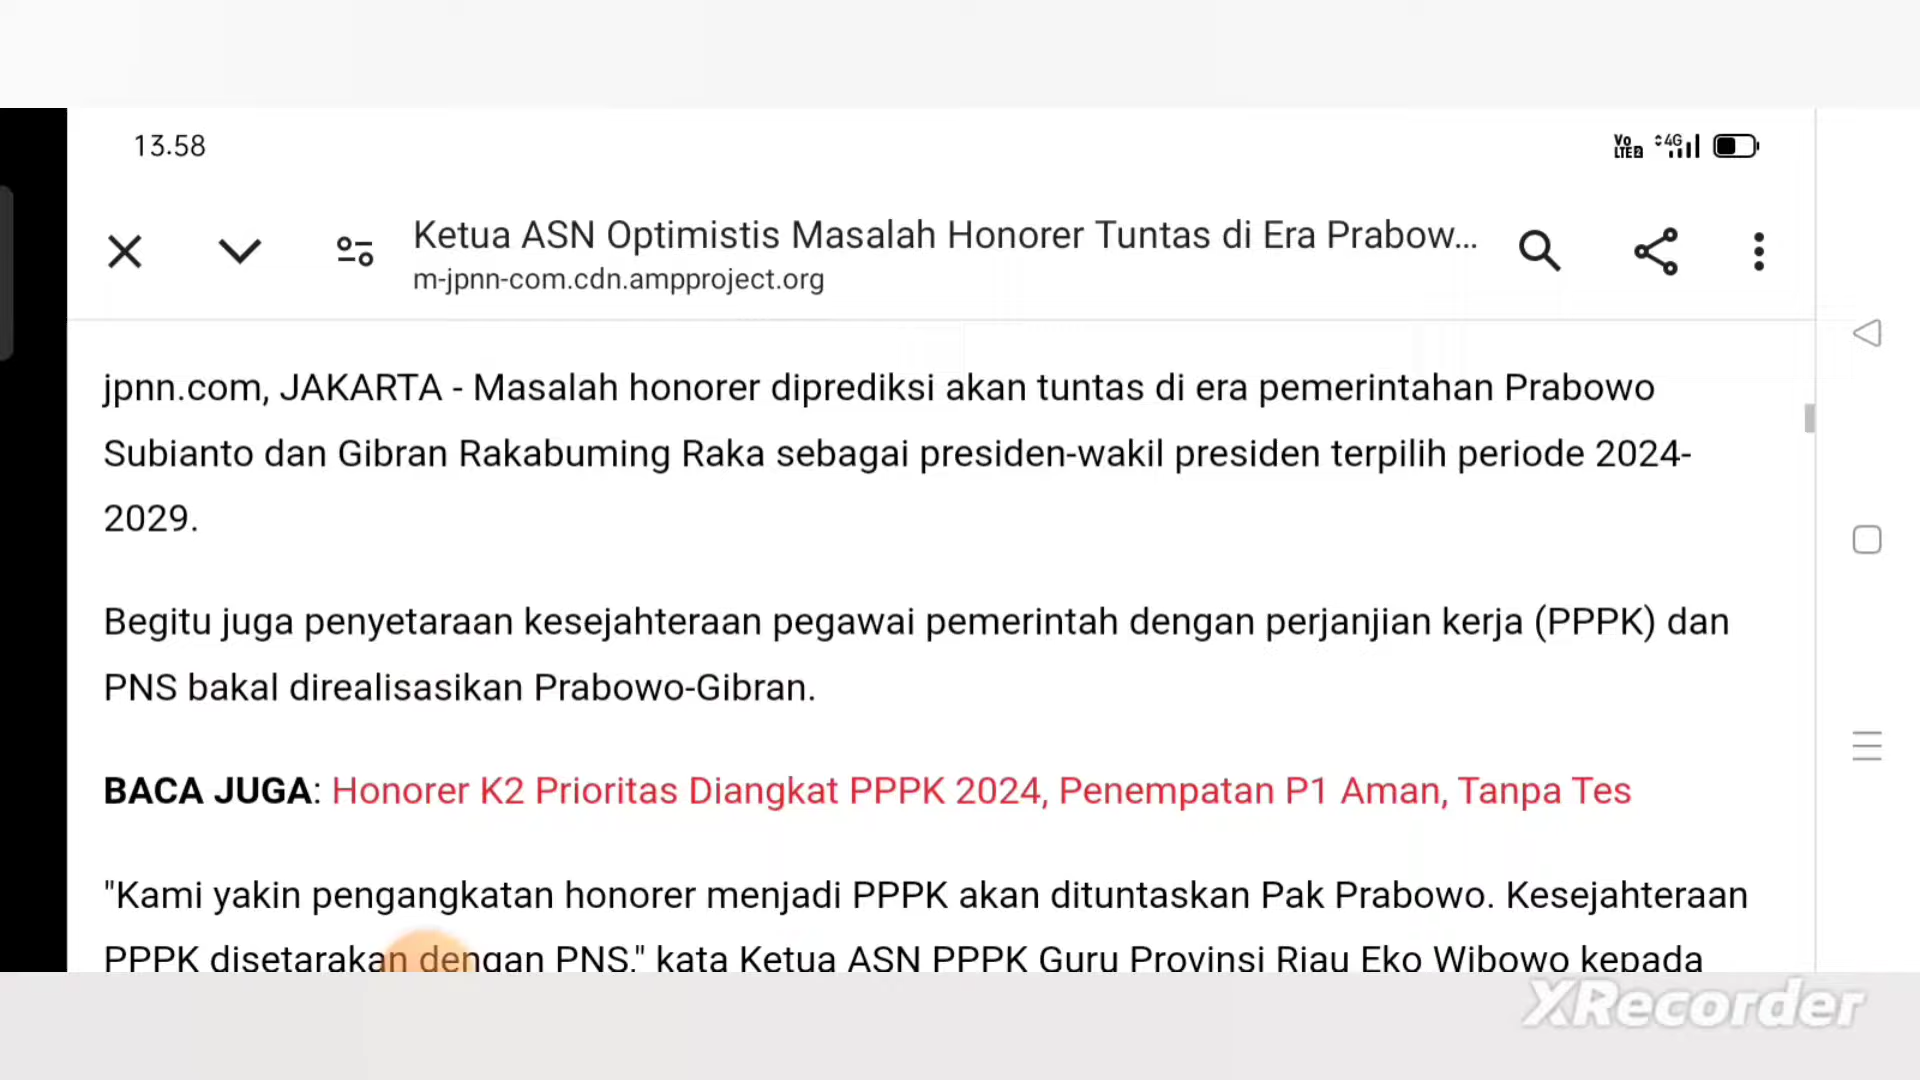 13.58
Vo LTE2 4G
Ketua ASN Optimistis Masalah Honorer Tuntas di Era Prabow...
m-jpnn-com.cdn.ampproject.org
jpnn.com, JAKARTA - Masalah honorer diprediksi akan tuntas di era pemerintahan Prabowo
Subianto dan Gibran Rakabuming Raka sebagai presiden-wakil presiden terpilih periode 2024-
2029.
Begitu juga penyetaraan kesejahteraan pegawai pemerintah dengan perjanjian kerja (PPPK) dan
PNS bakal direalisasikan Prabowo-Gibran.
BACA JUGA: Honorer K2 Prioritas Diangkat PPPK 2024, Penempatan P1 Aman, Tanpa Tes
"Kami yakin pengangkatan honorer menjadi PPPK akan dituntaskan Pak Prabowo. Kesejahteraan
PPPK disetarakan dengan PNS," kata Ketua ASN PPPK Guru Provinsi Riau Eko Wibowo kepada
XRecorder